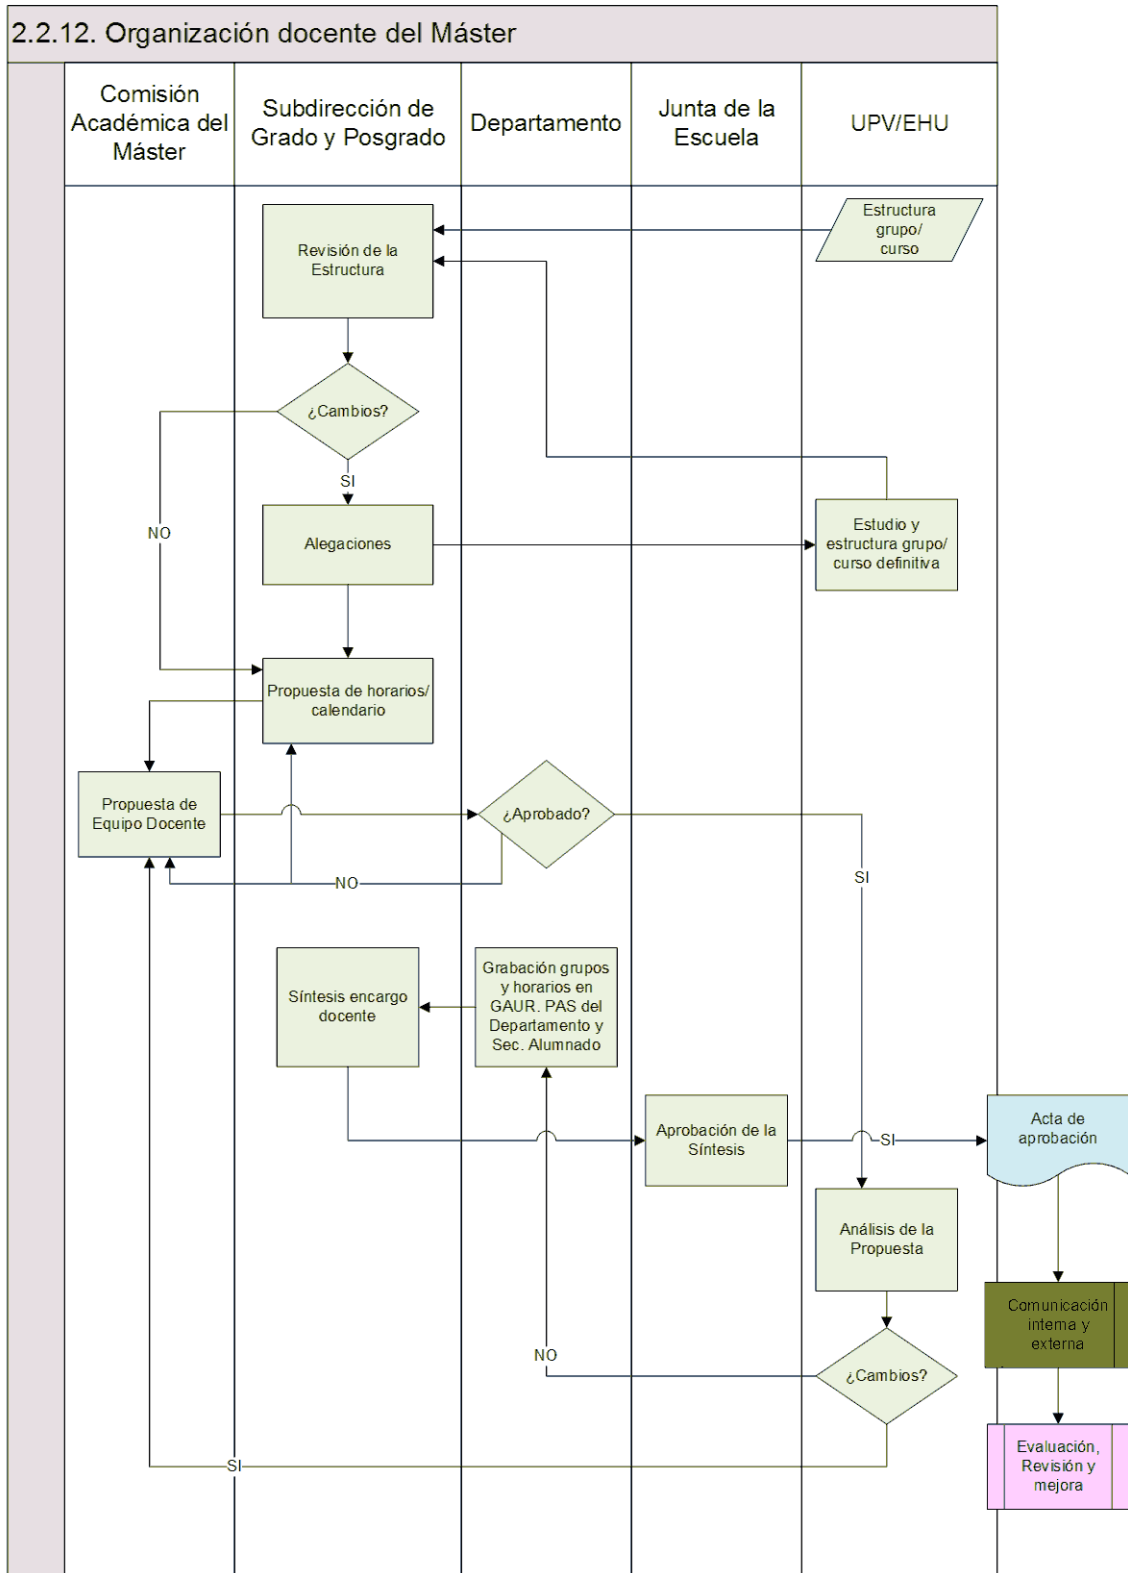 2.2.12. Organización docente del Máster
Comisión
Académica del
Máster
Subdirección de
Grado y Posgrado
Departamento
Junta de la
Escuela
UPV/EHU
Estructura
grupo/
curso
Revisión de la
Estructura
¿Cambios?
SI
NO
Alegaciones
Estudio y
estructura grupo/
curso definitiva
Propuesta de horarios/
calendario
Propuesta de
Equipo Docente
¿Aprobado?
NO
SI
Síntesis encargo
docente
Grabación grupos
y horarios en
GAUR. PAS del
Departamento y
Sec. Alumnado
Aprobación de la
Síntesis
SI
Acta de
aprobación
Análisis de la
Propuesta
Comunicación
interna y
externa
NO
¿Cambios?
SI
Evaluación,
Revisión y
mejora